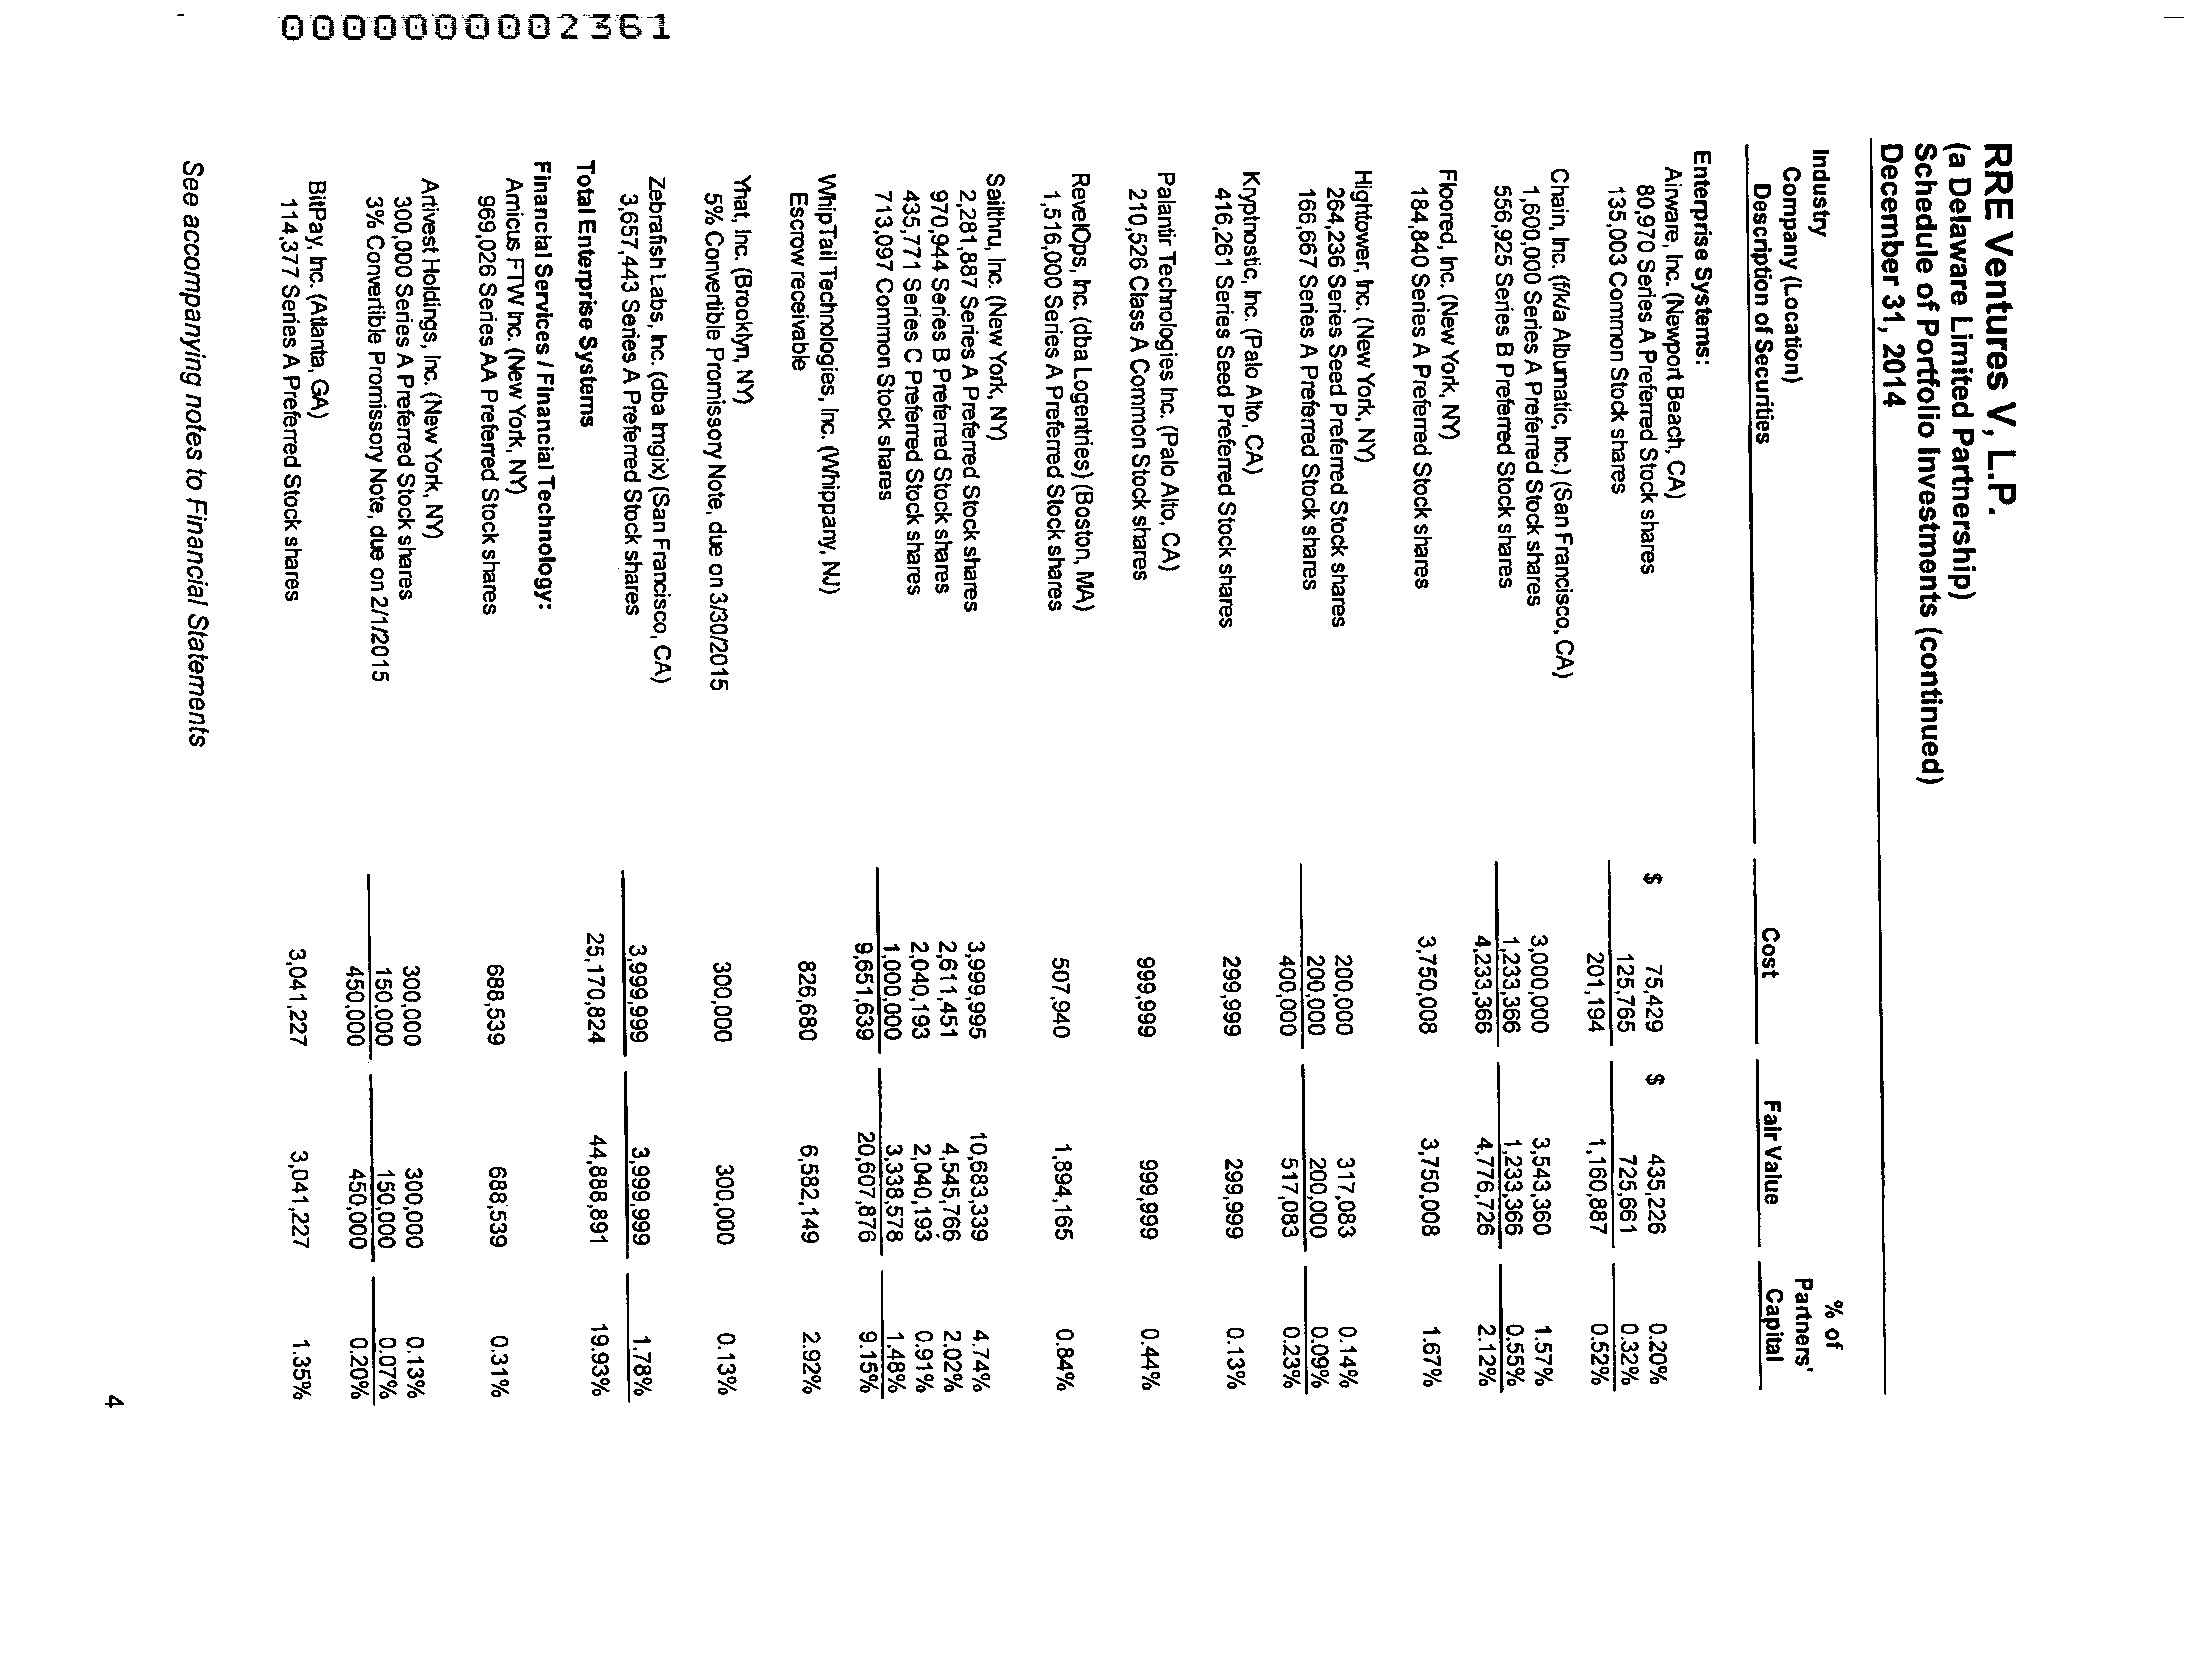 RRE Ventures V, L.P.
(a Delaware Limited Partnership)
Schedule of Portfolio Investments (continued)
December 31, 2014
Industry
Company (Location)
Description of Securities Cost Fair Value % of Partners' Capital
Enterprise Systems:
Airware, Inc. (Newport Beach, CA)
80,970 Series A Preferred Stock shares $ 75,429 $ 435,226 0.20%
135,003 Common Stock shares 125,765 725,661 0.32%
201,194 1,160,887 0.52%
Chain, Inc. (f/k/a Albumatic, Inc.) (San Francisco, CA)
1,600,000 Series A Preferred Stock shares 3,000,000 3,543,360 1.57%
556,925 Series B Preferred Stock shares 1,233,366 1,233,366 0.55%
4,233,366 4,776,726 2.12%
Floored, Inc. (New York, NY)
184,840 Series A Preferred Stock shares 3,750,008 3,750,008 1.67%
Hightower, Inc. (New York, NY)
264,236 Series Seed Preferred Stock shares 200,000 317,083 0.14%
166,667 Series A Preferred Stock shares 200,000 200,000 0.09%
400,000 517,083 0.23%
Kryptnostic, Inc. (Palo Alto, CA)
416,261 Series Seed Preferred Stock shares 299,999 299,999 0.13%
Palantir Technologies Inc. (Palo Alto, CA)
210,526 Class A Common Stock shares 999,999 999,999 0.44%
RevelOps, Inc. (dba Logentries) (Boston, MA)
1,516,000 Series A Preferred Stock shares 507,940 1,894,165 0.84%
Sailthru, Inc. (New York, NY)
2,281,887 Series A Preferred Stock shares 3,999,995 10,683,339 4.74%
970,944 Series B Preferred Stock shares 2,611,451 4,545,766 2.02%
435,771 Series C Preferred Stock shares 2,040,193 2,040,193 0.91%
713,097 Common Stock shares 1,000,000 3,338,578 1.48%
9,651,639 20,607,876 9.15%
WhipTail Technologies, Inc. (Whippany, NJ)
Escrow receivable 826,680 6,582,149 2.92%
Yhat, Inc. (Brooklyn, NY)
5% Convertible Promissory Note, due on 3/30/2015 300,000 300,000 0.13%
Zebrafish Labs, Inc. (dba Imgix) (San Francisco, CA)
3,657,443 Series A Preferred Stock shares 3,999,999 3,999,999 1.78%
Total Enterprise Systems 25,170,824 44,888,891 19.93%
Financial Services / Financial Technology:
Amicus FTW Inc. (New York, NY)
969,026 Series AA Preferred Stock shares 688,539 688,539 0.31%
Artivest Holdings, Inc. (New York, NY)
300,000 Series A Preferred Stock shares 300,000 300,000 0.13%
3% Convertible Promissory Note, due on 2/1/2015 150,000 150,000 0.07%
450,000 450,000 0.20%
BitPay, Inc. (Atlanta, GA)
114,377 Series A Preferred Stock shares 3,041,227 3,041,227 1.35%
See accompanying notes to Financial Statements
4
0000000002361